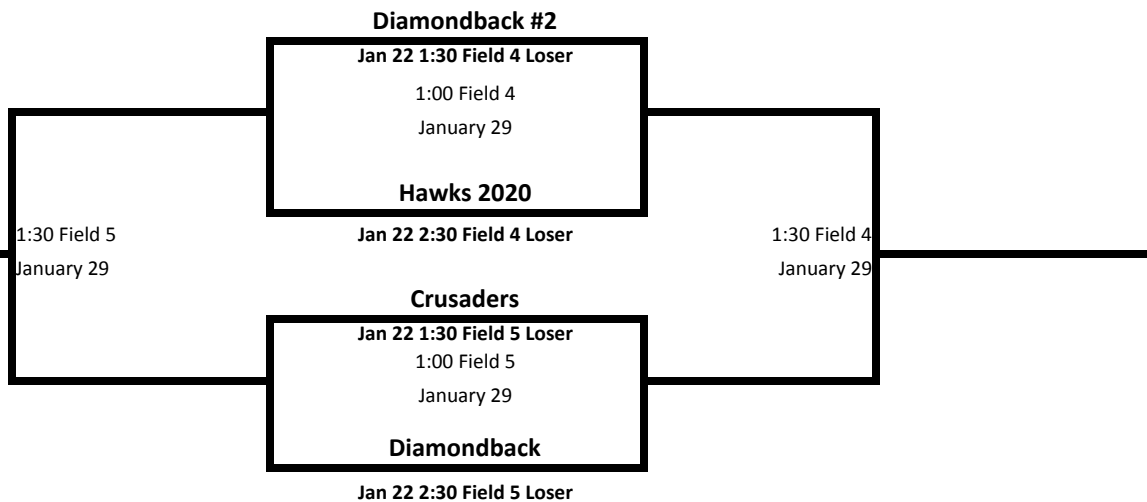 Diamondback #2
Jan 22 1:30 Field 4 Loser
1:00 Field 4
January 29
Hawks 2020
Jan 22 2:30 Field 4 Loser
1:30 Field 5
January 29
1:30 Field 4
January 29
Crusaders
Jan 22 1:30 Field 5 Loser
1:00 Field 5
January 29
Diamondback
Jan 22 2:30 Field 5 Loser